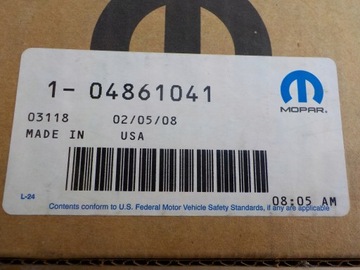 1- 04861041
MOPAR
03118 02/05/08
MADE IN USA
L-24
08:05 AM
Contents conform to U.S. Federal Motor Vehicle Safety Standards, if any are applicable